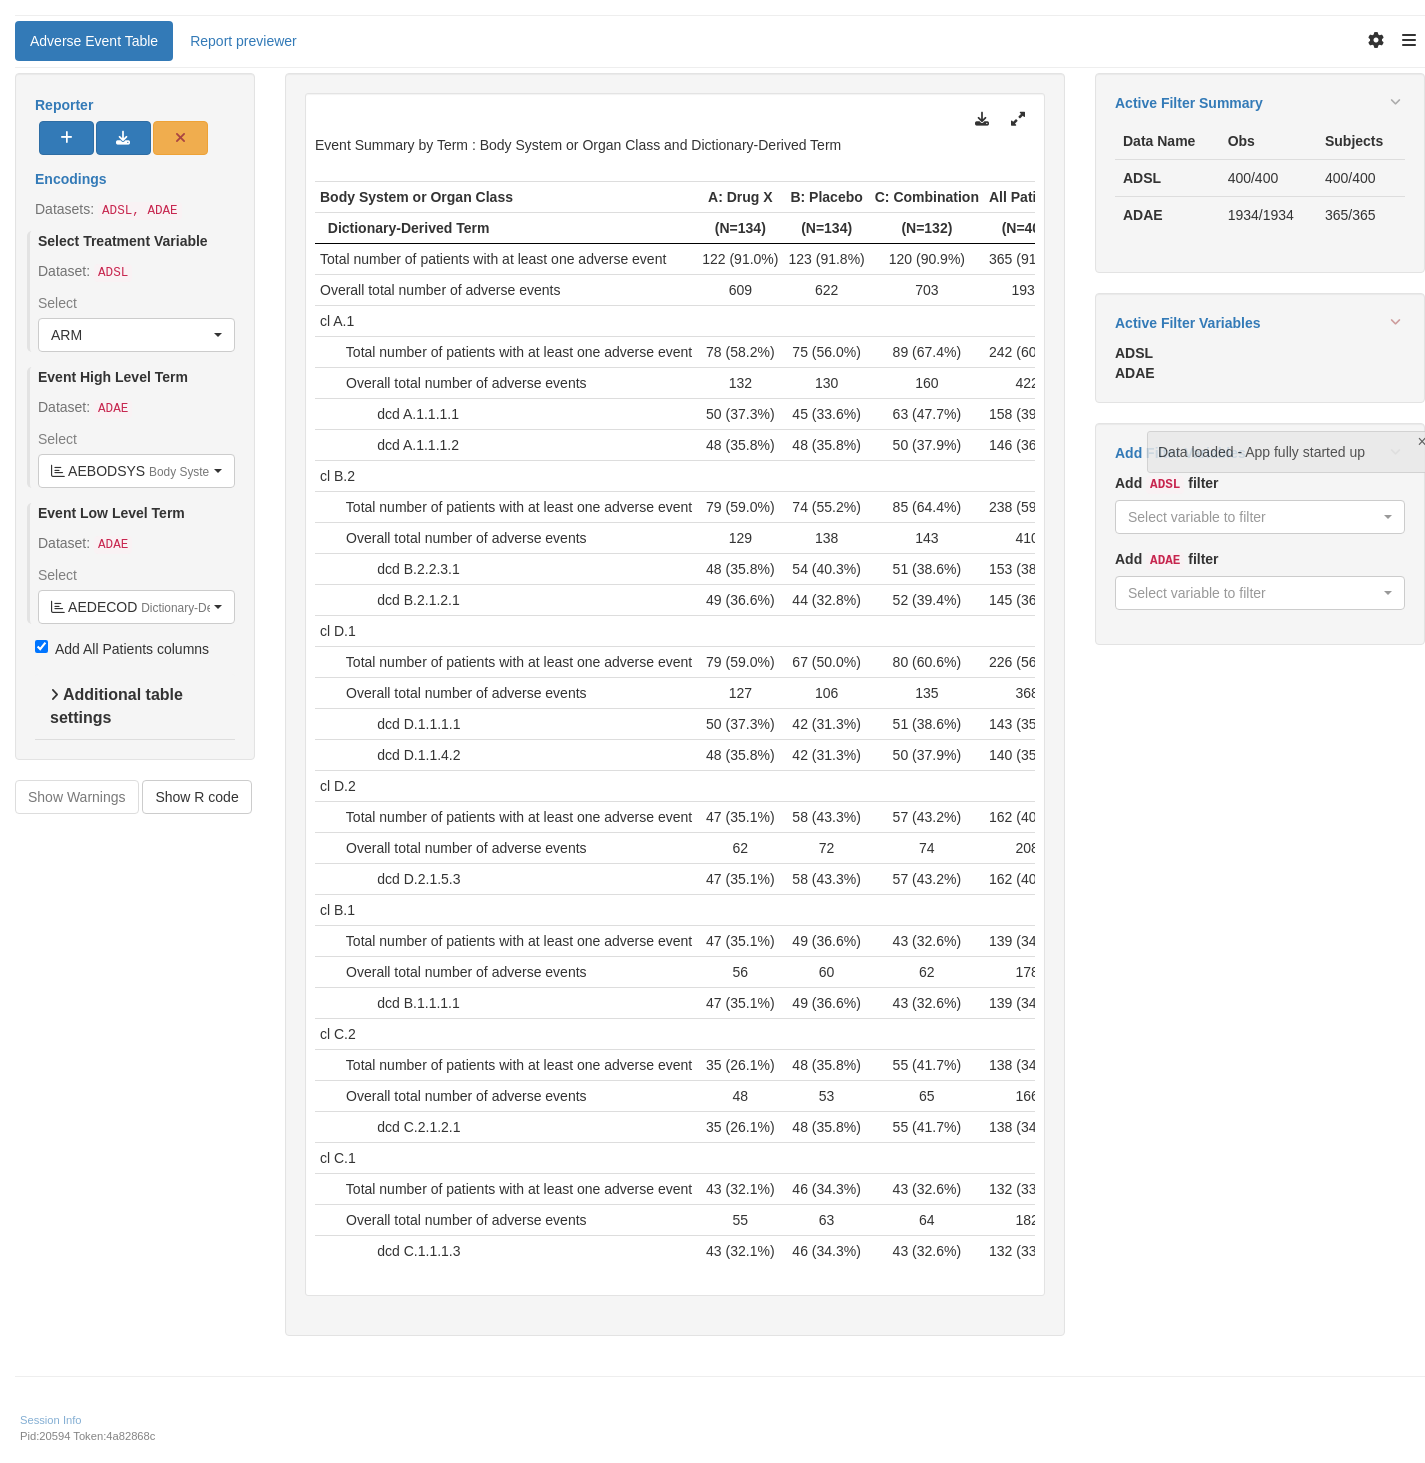 Adverse Event Table Report previewer
Reporter
Encodings
Datasets: ADSL, ADAE
Select Treatment Variable
Dataset: ADSL
Select
ARM
Event High Level Term
Dataset: ADAE
Select
AEBODSYS Body Syste
Event Low Level Term
Dataset: ADAE
Select
AEDECOD Dictionary-De
Add All Patients columns
Additional table
settings
Show Warnings Show R code
Event Summary by Term : Body System or Organ Class and Dictionary-Derived Term
Body System or Organ Class A: Drug X B: Placebo C: Combination All Pati
Dictionary-Derived Term (N=134) (N=134) (N=132) (N=40
Total number of patients with at least one adverse event 122 (91.0%) 123 (91.8%) 120 (90.9%) 365 (91
Overall total number of adverse events 609 622 703 193
cl A.1
Total number of patients with at least one adverse event 78 (58.2%) 75 (56.0%) 89 (67.4%) 242 (60
Overall total number of adverse events 132 130 160 422
dcd A.1.1.1.1 50 (37.3%) 45 (33.6%) 63 (47.7%) 158 (39
dcd A.1.1.1.2 48 (35.8%) 48 (35.8%) 50 (37.9%) 146 (36
cl B.2
Total number of patients with at least one adverse event 79 (59.0%) 74 (55.2%) 85 (64.4%) 238 (59
Overall total number of adverse events 129 138 143 410
dcd B.2.2.3.1 48 (35.8%) 54 (40.3%) 51 (38.6%) 153 (38
dcd B.2.1.2.1 49 (36.6%) 44 (32.8%) 52 (39.4%) 145 (36
cl D.1
Total number of patients with at least one adverse event 79 (59.0%) 67 (50.0%) 80 (60.6%) 226 (56
Overall total number of adverse events 127 106 135 368
dcd D.1.1.1.1 50 (37.3%) 42 (31.3%) 51 (38.6%) 143 (35
dcd D.1.1.4.2 48 (35.8%) 42 (31.3%) 50 (37.9%) 140 (35
cl D.2
Total number of patients with at least one adverse event 47 (35.1%) 58 (43.3%) 57 (43.2%) 162 (40
Overall total number of adverse events 62 72 74 208
dcd D.2.1.5.3 47 (35.1%) 58 (43.3%) 57 (43.2%) 162 (40
cl B.1
Total number of patients with at least one adverse event 47 (35.1%) 49 (36.6%) 43 (32.6%) 139 (34
Overall total number of adverse events 56 60 62 178
dcd B.1.1.1.1 47 (35.1%) 49 (36.6%) 43 (32.6%) 139 (34
cl C.2
Total number of patients with at least one adverse event 35 (26.1%) 48 (35.8%) 55 (41.7%) 138 (34
Overall total number of adverse events 48 53 65 166
dcd C.2.1.2.1 35 (26.1%) 48 (35.8%) 55 (41.7%) 138 (34
cl C.1
Total number of patients with at least one adverse event 43 (32.1%) 46 (34.3%) 43 (32.6%) 132 (33
Overall total number of adverse events 55 63 64 182
dcd C.1.1.1.3 43 (32.1%) 46 (34.3%) 43 (32.6%) 132 (33
Active Filter Summary
Data Name Obs Subjects
ADSL 400/400 400/400
ADAE 1934/1934 365/365
Active Filter Variables
ADSL
ADAE
Add
Data loaded - App fully started up
Add ADSL filter
Select variable to filter
Add ADAE filter
Select variable to filter
Session Info
Pid:20594 Token:4a82868c